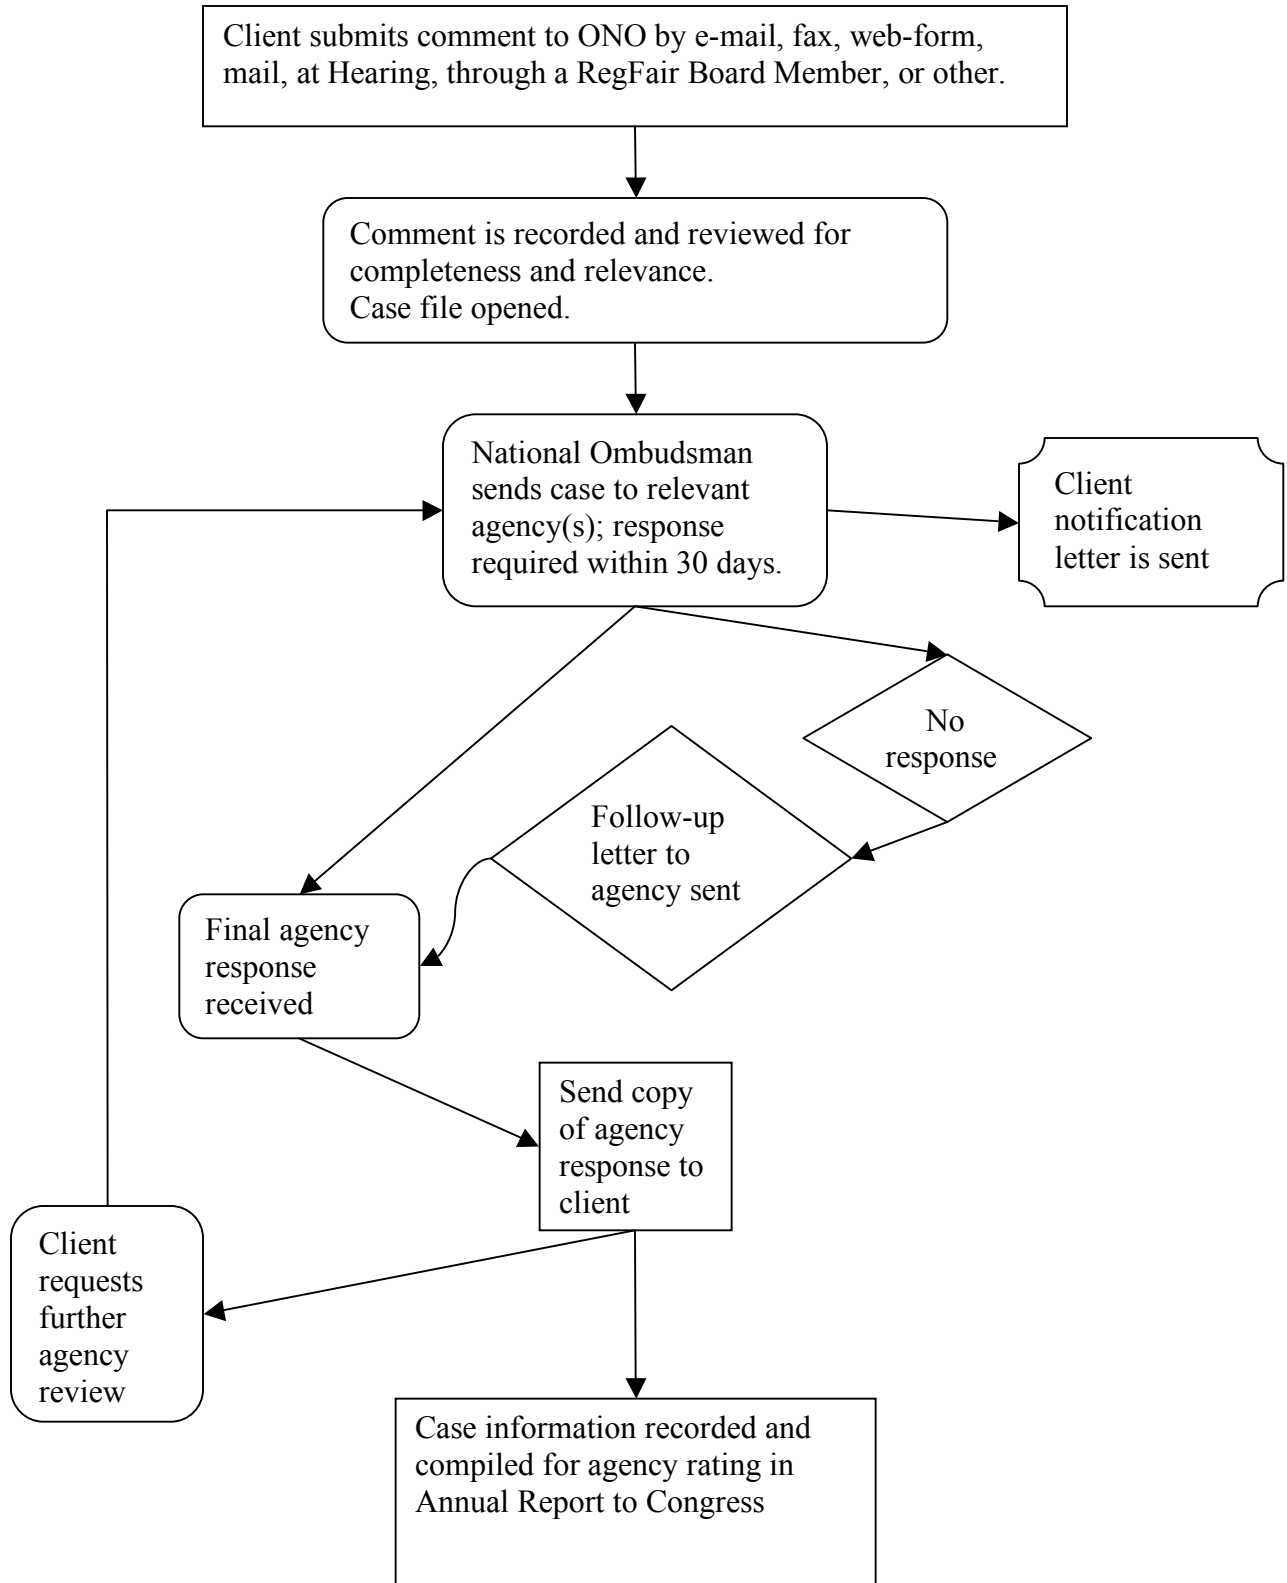 Client submits comment to ONO by e-mail, fax, web-form,
mail, at Hearing, through a RegFair Board Member, or other.
Comment is recorded and reviewed for
completeness and relevance.
Case file opened.
National Ombudsman
sends case to relevant
agency(s); response
required within 30 days.
Client
notification
letter is sent
No
response
Follow-up
letter to
agency sent
Final agency
response
received
Send copy
of agency
response to
client
Client
requests
further
agency
review
Case information recorded and
compiled for agency rating in
Annual Report to Congress